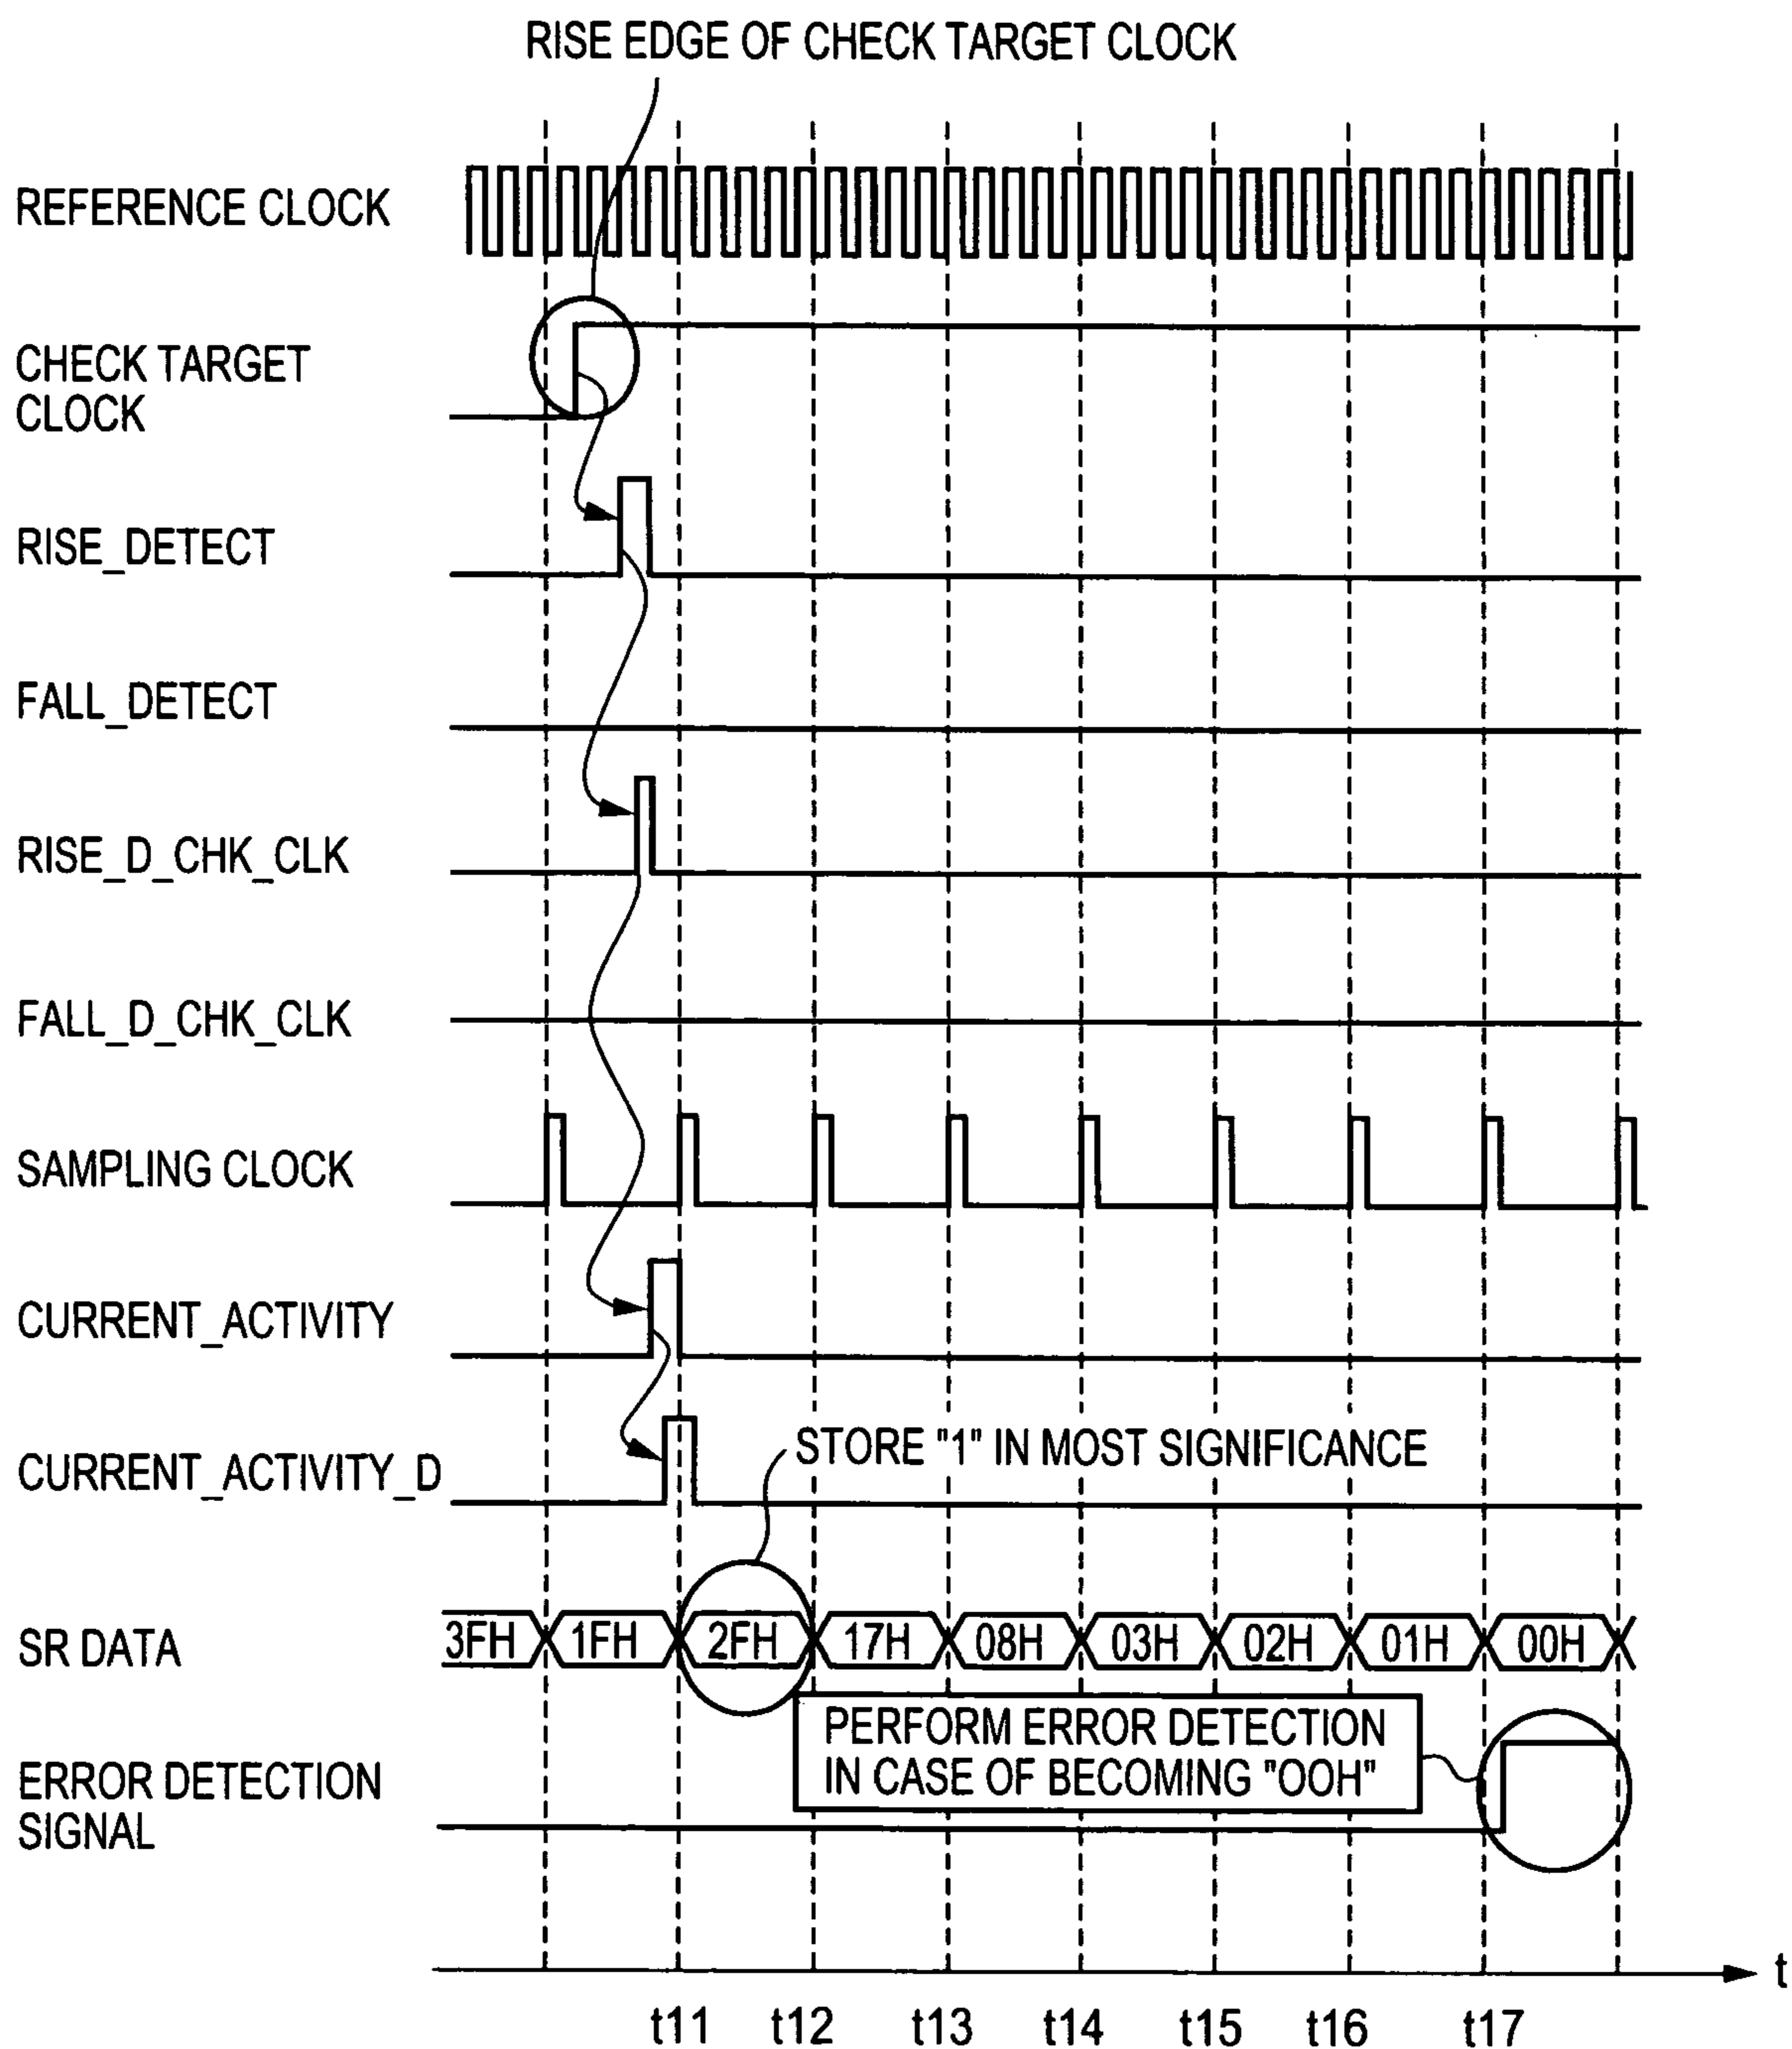 RISE EDGE OF CHECK TARGET CLOCK
REFERENCE CLOCK
CHECK TARGET
CLOCK
RISE_DETECT
FALL_DETECT
RISE_D_CHK_CLK
FALL_D_CHK_CLK
SAMPLING CLOCK
CURRENT_ACTIVITY
STORE "1" IN MOST SIGNIFICANCE
CURRENT_ACTIVITY_D
SR DATA 3FH 1FH 2FH 17H 08H 03H 02H 01H 00H
PERFORM ERROR DETECTION
IN CASE OF BECOMING "OOH"
ERROR DETECTION
SIGNAL
t
t11 t12 t13 t14 t15 t16 t17